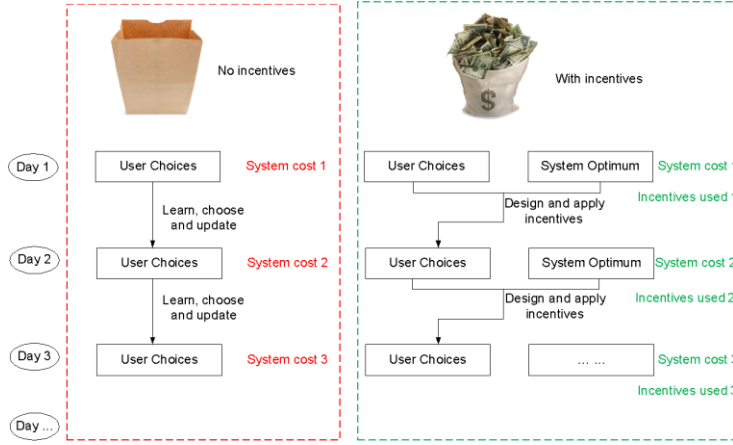 No incentives
With incentives
$
Day 1
User Choices
System cost 1
User Choices
System Optimum
System cost 1
Incentives used 1
Learn, choose
and update
Design and apply
incentives
Day 2
User Choices
System cost 2
User Choices
System Optimum
System cost 2
Incentives used 2
Learn, choose
and update
Design and apply
incentives
Day 3
User Choices
System cost 3
User Choices
... ...
System cost 3
Incentives used 3
Day ...